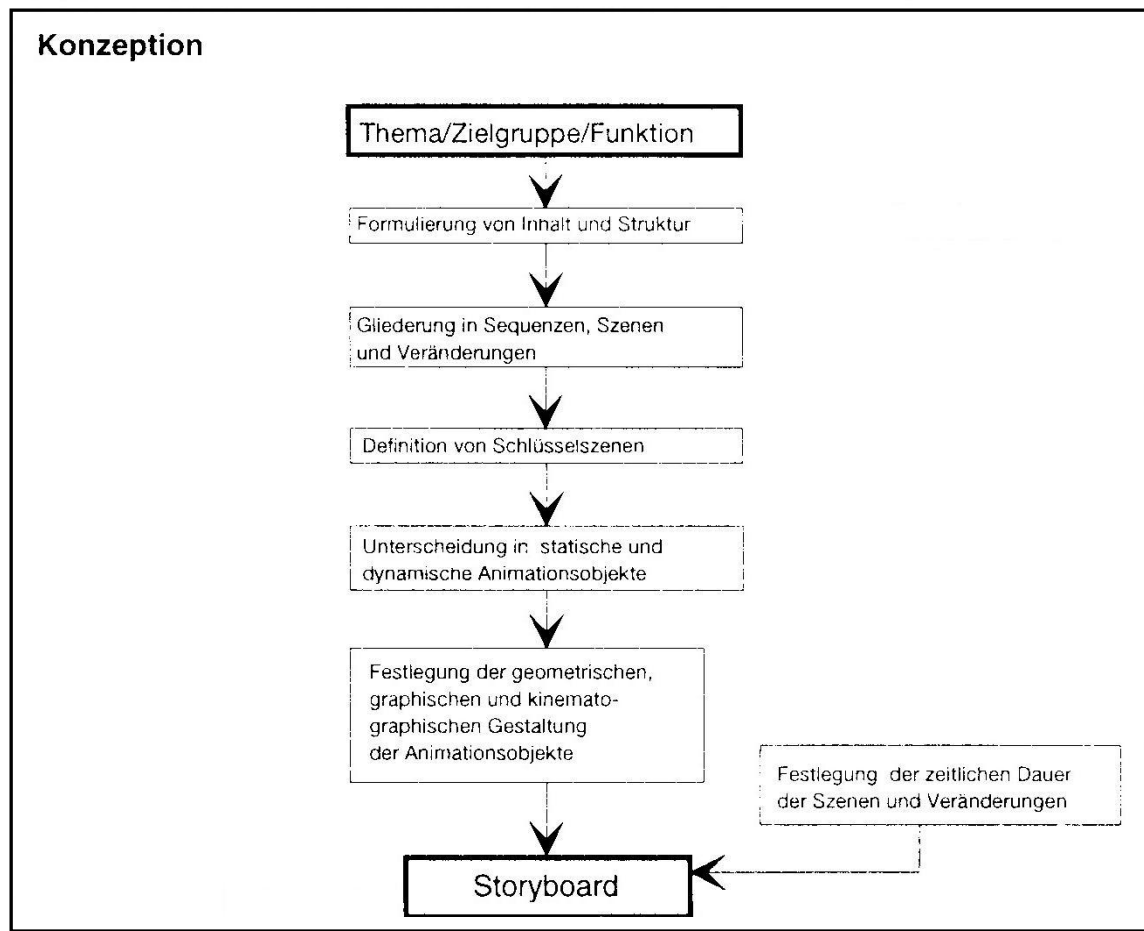 Konzeption
Thema/Zielgruppe/Funktion
Formulierung von Inhalt und Struktur
Gliederung in Sequenzen, Szenen
und Veränderungen
Definition von Schlüsselszenen
Unterscheidung in statische und
dynamische Animationsobjekte
Festlegung der geometrischen,
graphischen und kinemato-
graphischen Gestaltung
der Animationsobjekte
Festlegung der zeitlichen Dauer
der Szenen und Veränderungen
Storyboard